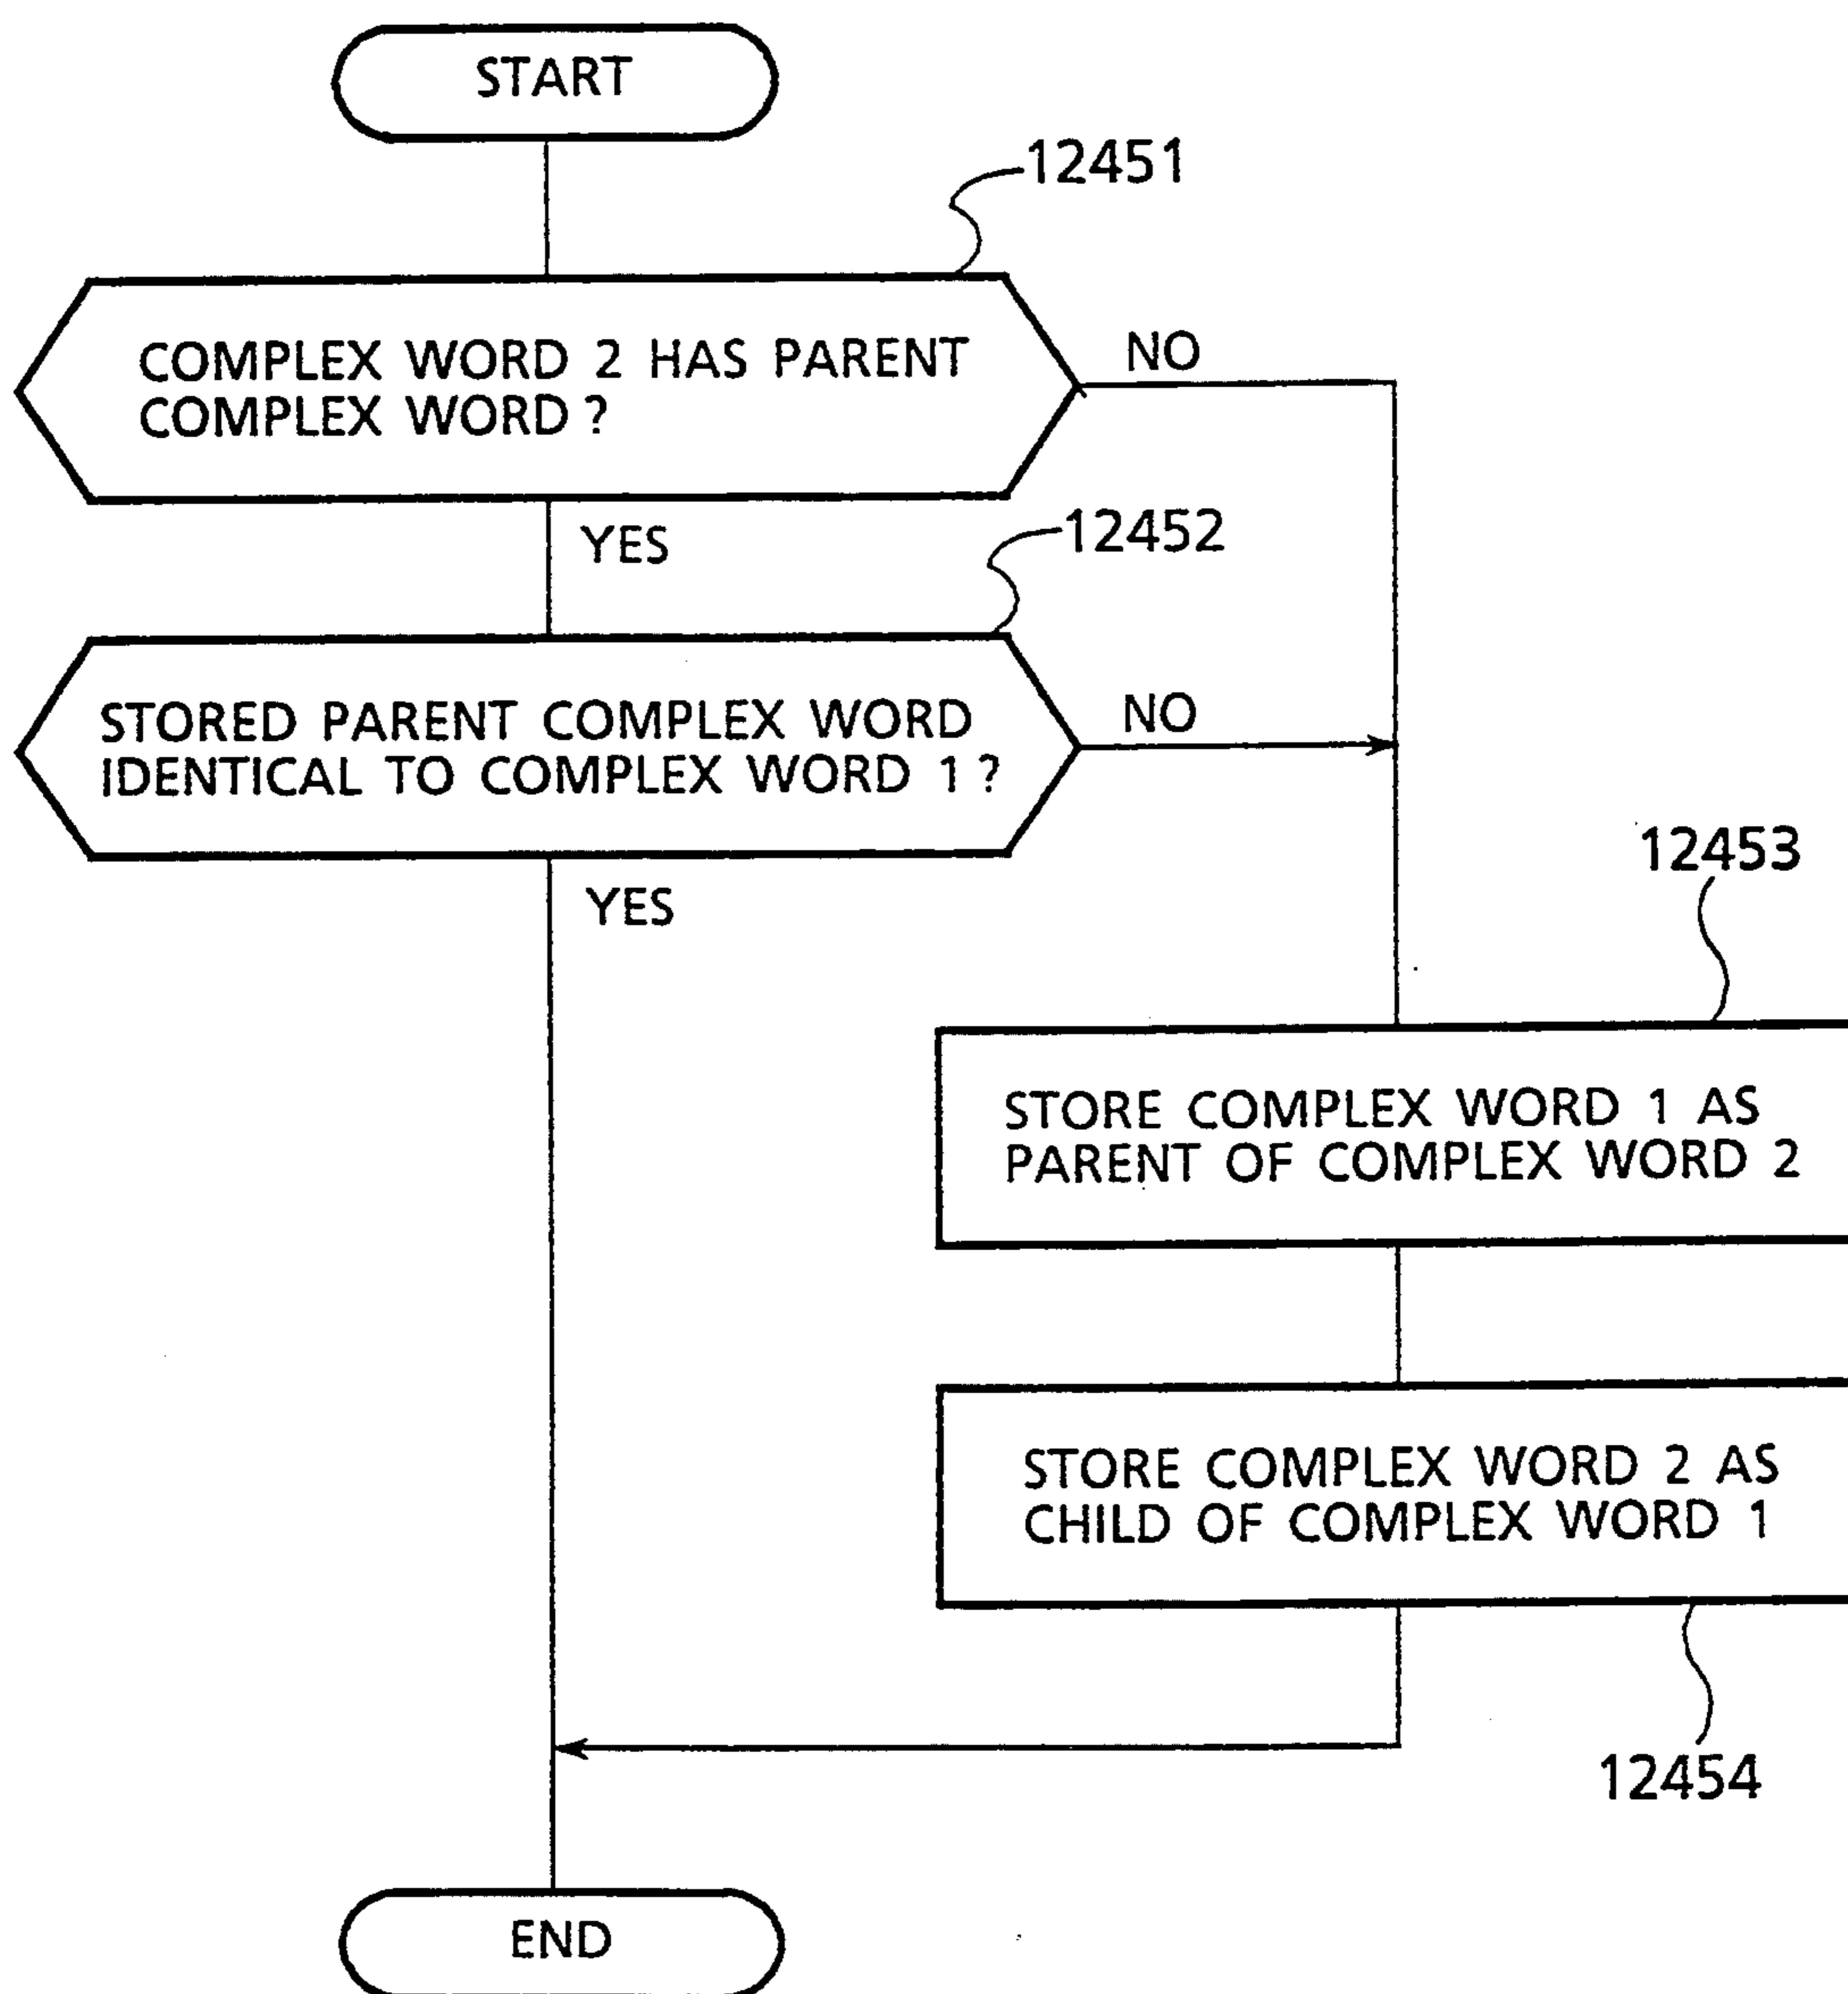 START
12451
COMPLEX WORD 2 HAS PARENT
COMPLEX WORD ?
NO
YES
12452
STORED PARENT COMPLEX WORD
IDENTICAL TO COMPLEX WORD 1 ?
NO
YES
12453
STORE COMPLEX WORD 1 AS
PARENT OF COMPLEX WORD 2
STORE COMPLEX WORD 2 AS
CHILD OF COMPLEX WORD 1
12454
END